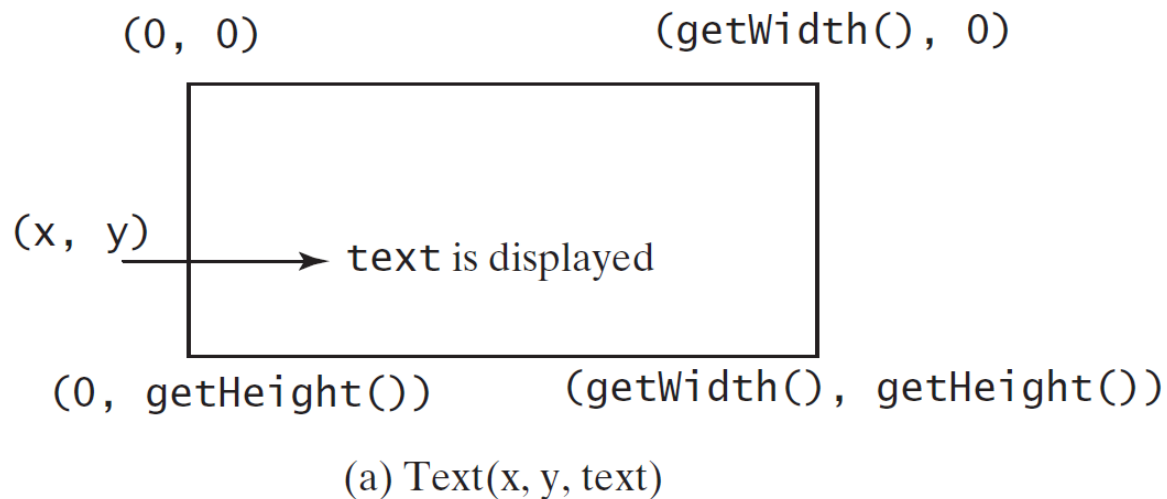 (0, 0) (getWidth(), 0)
(x, y)
text is displayed
(0, getHeight()) (getWidth(), getHeight())
(a) Text(x, y, text)